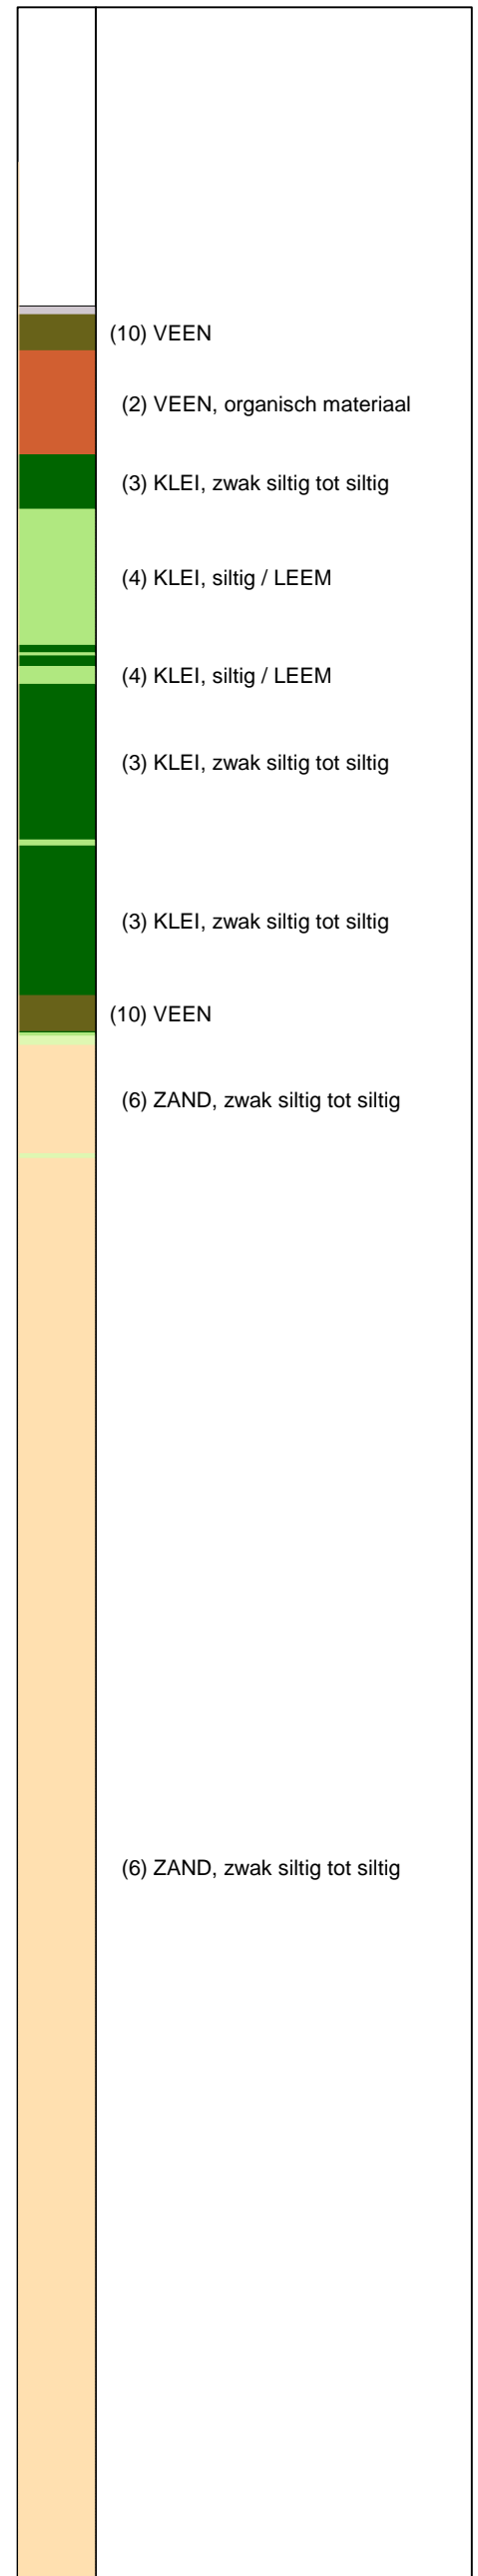 (10) VEEN
(2) VEEN, organisch materiaal
(3) KLEI, zwak siltig tot siltig
(4) KLEI, siltig / LEEM
(4) KLEI, siltig / LEEM
(3) KLEI, zwak siltig tot siltig
(3) KLEI, zwak siltig tot siltig
(10) VEEN
(6) ZAND, zwak siltig tot siltig
(6) ZAND, zwak siltig tot siltig